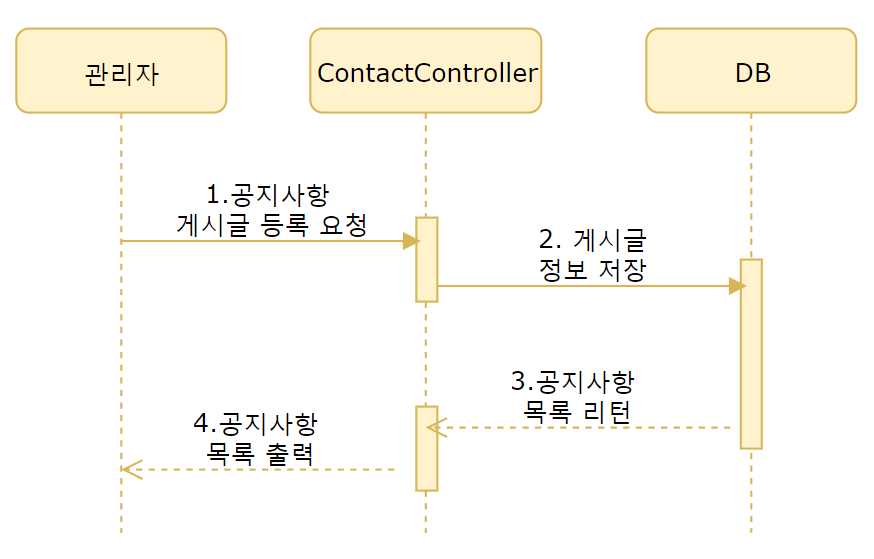 관리자
ContactController
DB
1.공지사항
게시글 등록 요청
2. 게시글
정보 저장
3.공지사항
목록 리턴
4.공지사항
목록 출력